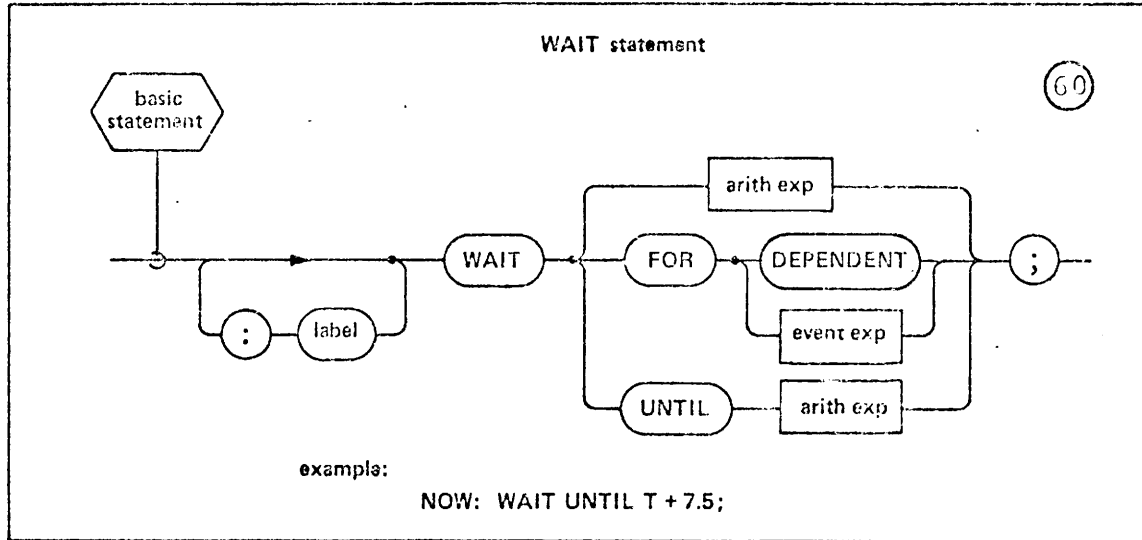 WAIT statement
60
basic
statement
arith exp
WAIT
FOR
DEPENDENT
;
: label
event exp
UNTIL
arith exp
example:
NOW: WAIT UNTIL T + 7.5;